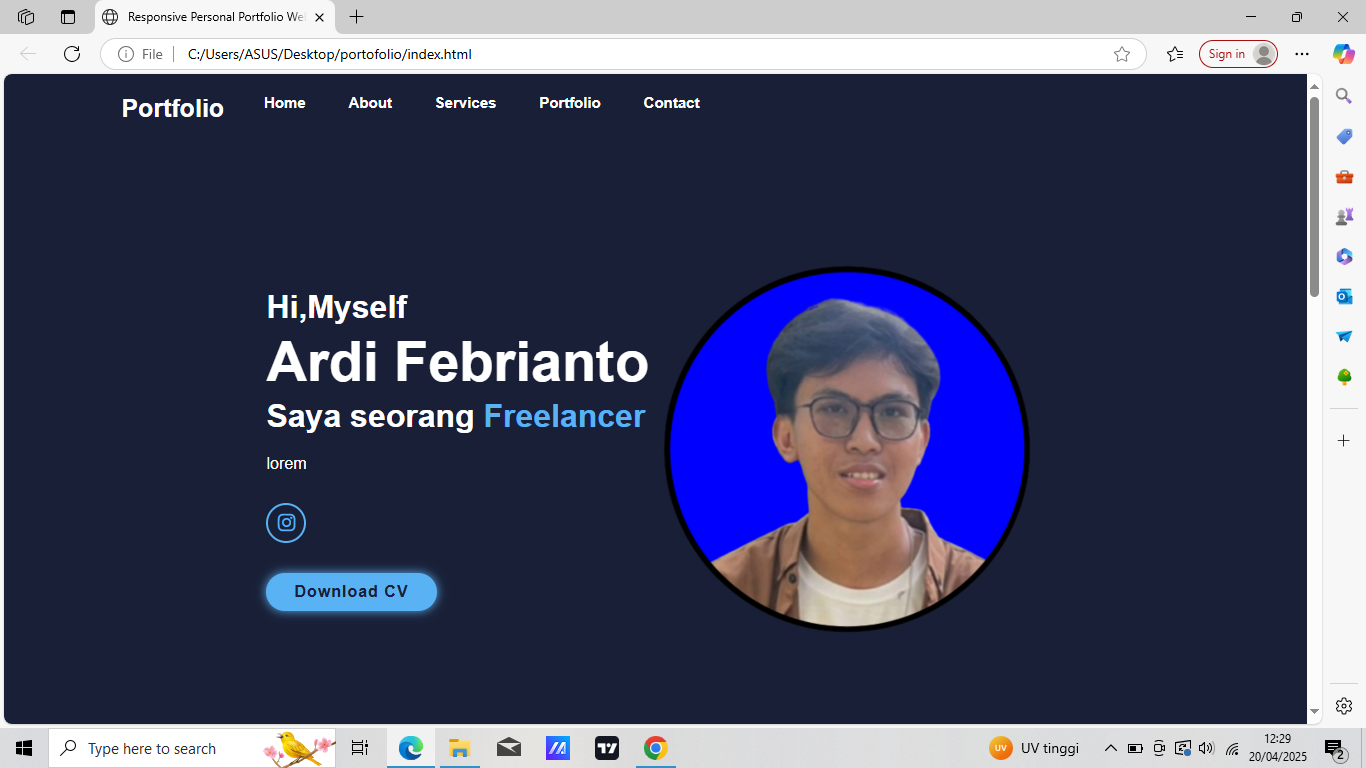 Responsive Personal Portfolio Wel
File
C:/Users/ASUS/Desktop/portofolio/index.html
Sign in
Portfolio
Home
About
Services
Portfolio
Contact
Hi,Myself
Ardi Febrianto
Saya seorang Freelancer
lorem
Download CV
Type here to search
UV
UV tinggi
12:29
20/04/2025
2